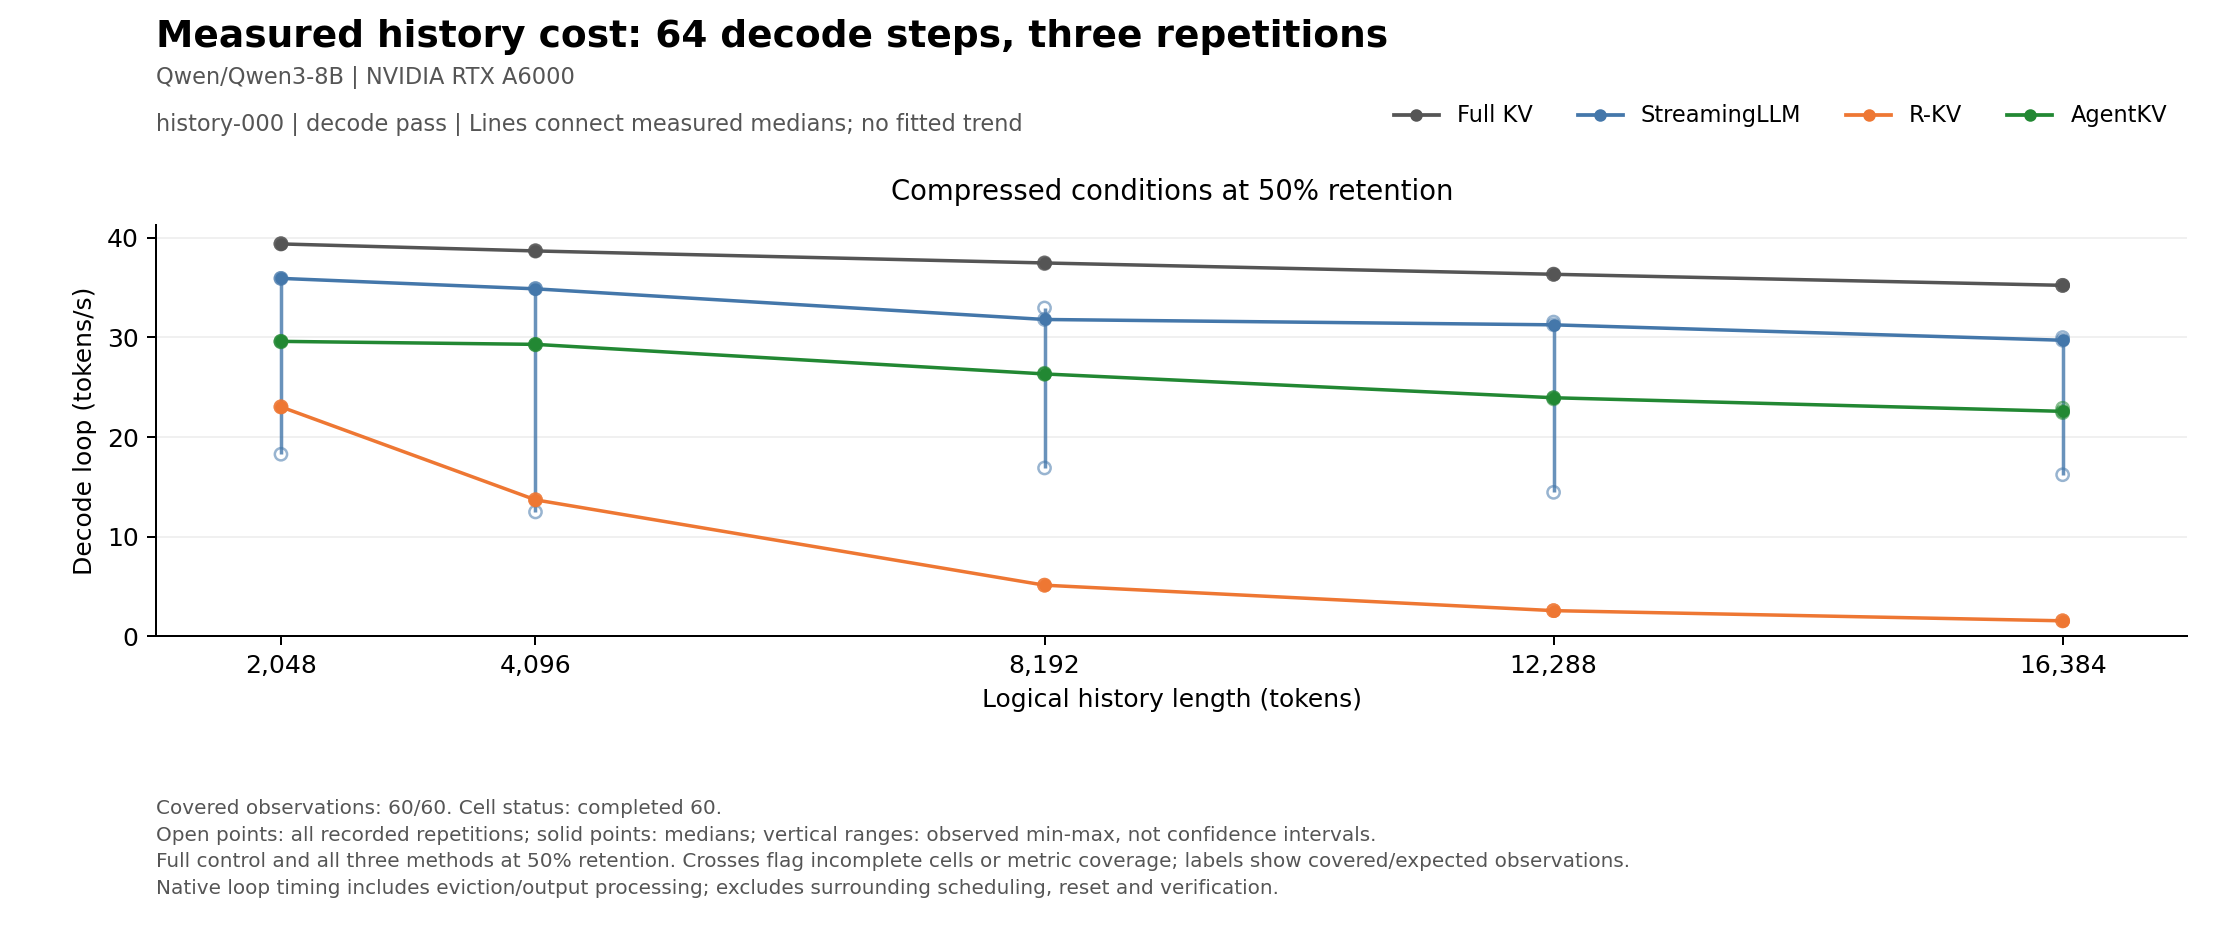 Measured history cost: 64 decode steps, three repetitions
Qwen/Qwen3-8B | NVIDIA RTX A6000
history-000 | decode pass | Lines connect measured medians; no fitted trend
Full KV StreamingLLM R-KV AgentKV
Compressed conditions at 50% retention
Decode loop (tokens/s)
40
30
20
10
0
2,048 4,096 8,192 12,288 16,384
Logical history length (tokens)
Covered observations: 60/60. Cell status: completed 60.
Open points: all recorded repetitions; solid points: medians; vertical ranges: observed min-max, not confidence intervals.
Full control and all three methods at 50% retention. Crosses flag incomplete cells or metric coverage; labels show covered/expected observations.
Native loop timing includes eviction/output processing; excludes surrounding scheduling, reset and verification.